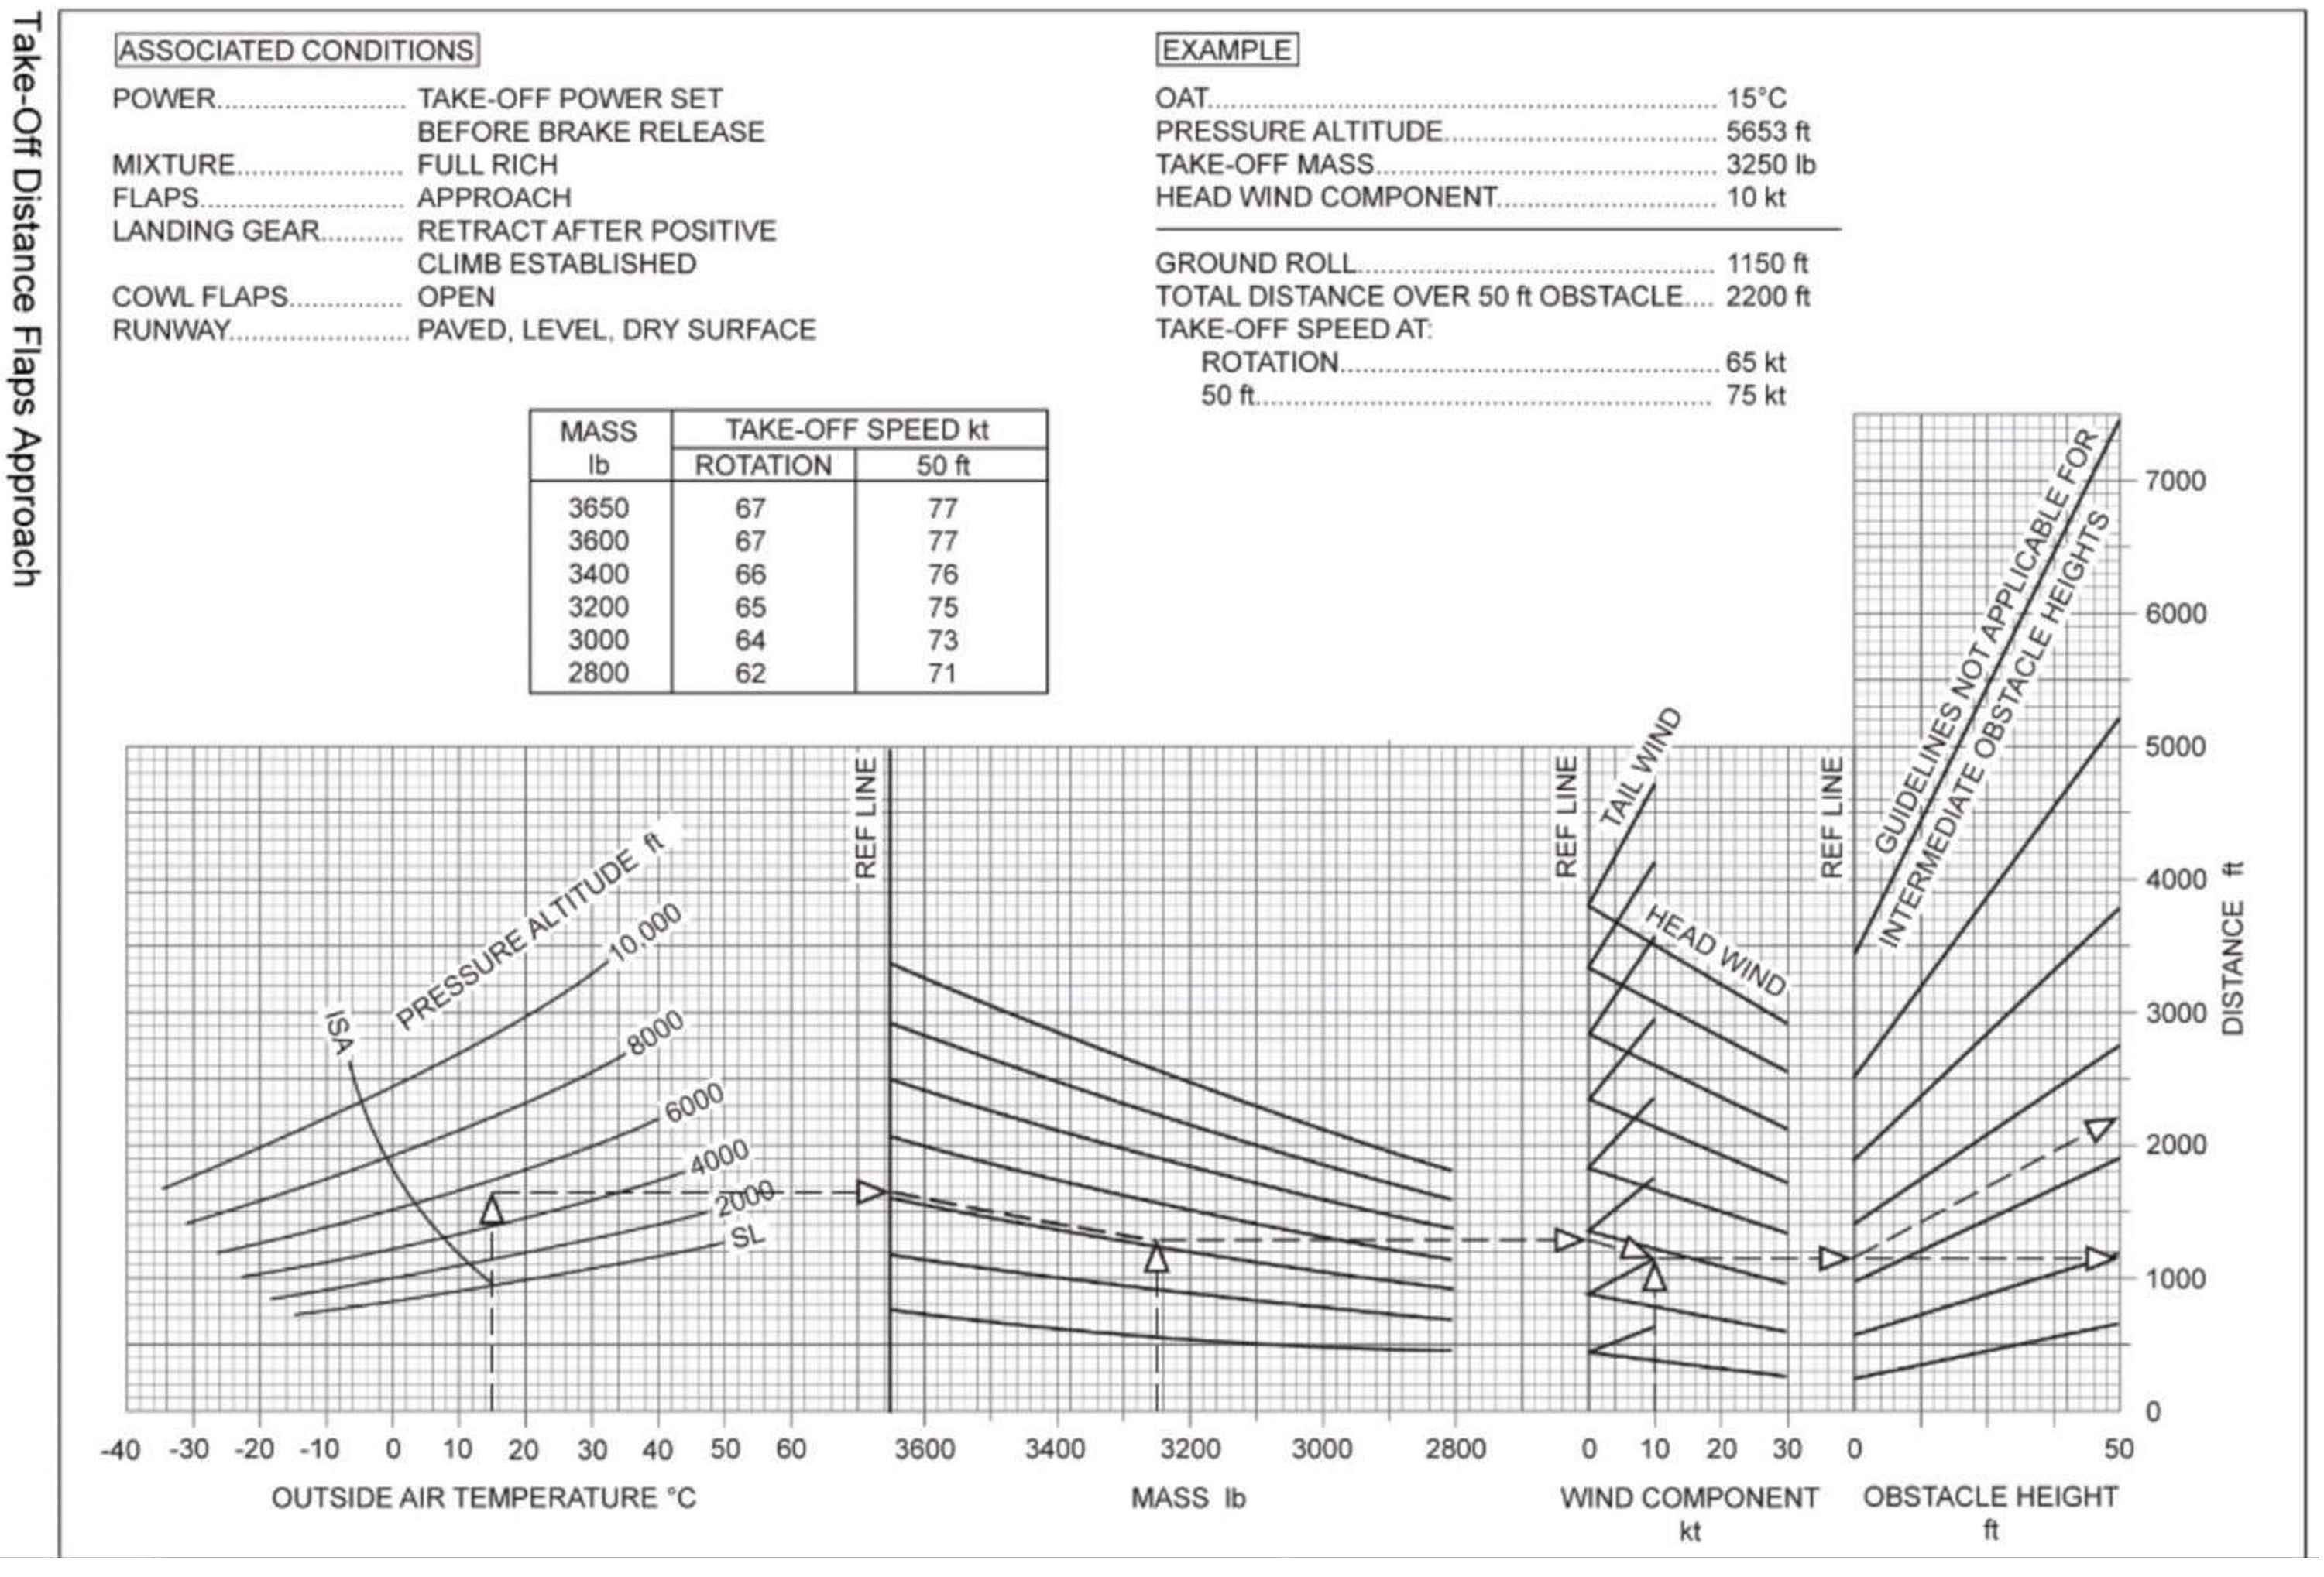 Take-Off Distance Flaps Approach
ASSOCIATED CONDITIONS
POWER......................... TAKE-OFF POWER SET
BEFORE BRAKE RELEASE
MIXTURE...................... FULL RICH
FLAPS........................... APPROACH
LANDING GEAR........... RETRACT AFTER POSITIVE
CLIMB ESTABLISHED
COWL FLAPS............... OPEN
RUNWAY........................ PAVED, LEVEL, DRY SURFACE
EXAMPLE
OAT.................................................................... 15°C
PRESSURE ALTITUDE.................................... 5653 ft
TAKE-OFF MASS............................................. 3250 lb
HEAD WIND COMPONENT............................. 10 kt
GROUND ROLL............................................... 1150 ft
TOTAL DISTANCE OVER 50 ft OBSTACLE.... 2200 ft
TAKE-OFF SPEED AT:
ROTATION.................................................. 65 kt
50 ft............................................................. 75 kt
MASS lb TAKE-OFF SPEED kt
ROTATION 50 ft
3650 67 77
3600 67 77
3400 66 76
3200 65 75
3000 64 73
2800 62 71
GUIDELINES NOT APPLICABLE FOR
INTERMEDIATE OBSTACLE HEIGHTS
REF LINE
REF LINE
REF LINE
TAIL WIND
HEAD WIND
PRESSURE ALTITUDE ft
ISA
10,000
8000
6000
4000
2000
SL
7000
6000
5000
4000
3000
2000
1000
0
DISTANCE ft
-40 -30 -20 -10 0 10 20 30 40 50 60 3600 3400 3200 3000 2800 0 10 20 30 0 50
OUTSIDE AIR TEMPERATURE °C MASS lb WIND COMPONENT OBSTACLE HEIGHT
kt ft